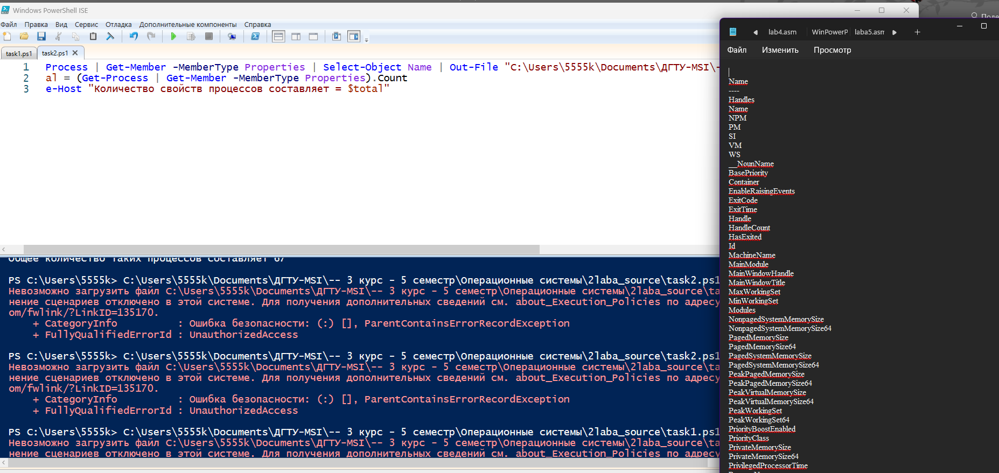 Windows PowerShell ISE
Файл Правка Вид Сервис Отладка Дополнительные компоненты Справка
task1.ps1 task2.ps1
1 Process | Get-Member -MemberType Properties | Select-Object Name | Out-File "C:\Users\5555k\Documents\ДГТУ-MSI\-
2 al = (Get-Process | Get-Member -MemberType Properties).Count
3 e-Host "Количество свойств процессов составляет = $total"
Общее количество таких процессов составляет 67
PS C:\Users\5555k> C:\Users\5555k\Documents\ДГТУ-MSI\-- 3 курс - 5 семестр\Операционные системы\2laba_source\task2.ps1
Невозможно загрузить файл C:\Users\5555k\Documents\ДГТУ-MSI\-- 3 курс - 5 семестр\Операционные системы\2laba_source\ta
нение сценариев отключено в этой системе. Для получения дополнительных сведений см. about_Execution_Policies по адресу
om/fwlink/?LinkID=135170.
+ CategoryInfo : Ошибка безопасности: (:) [], ParentContainsErrorRecordException
+ FullyQualifiedErrorId : UnauthorizedAccess
PS C:\Users\5555k> C:\Users\5555k\Documents\ДГТУ-MSI\-- 3 курс - 5 семестр\Операционные системы\2laba_source\task2.ps1
Невозможно загрузить файл C:\Users\5555k\Documents\ДГТУ-MSI\-- 3 курс - 5 семестр\Операционные системы\2laba_source\ta
нение сценариев отключено в этой системе. Для получения дополнительных сведений см. about_Execution_Policies по адресу
om/fwlink/?LinkID=135170.
+ CategoryInfo : Ошибка безопасности: (:) [], ParentContainsErrorRecordException
+ FullyQualifiedErrorId : UnauthorizedAccess
PS C:\Users\5555k> C:\Users\5555k\Documents\ДГТУ-MSI\-- 3 курс - 5 семестр\Операционные системы\2laba_source\task1.ps1
Невозможно загрузить файл C:\Users\5555k\Documents\ДГТУ-MSI\-- 3 курс - 5 семестр\Операционные системы\2laba_source\ta
нение сценариев отключено в этой системе. Для получения дополнительных сведений см. about_Execution_Policies по адресу
lab4.asm WinPowerP laba5.asm
Файл Изменить Просмотр
Name
----
Handles
Name
NPM
PM
SI
VM
WS
__NounName
BasePriority
Container
EnableRaisingEvents
ExitCode
ExitTime
Handle
HandleCount
HasExited
Id
MachineName
MainModule
MainWindowHandle
MainWindowTitle
MaxWorkingSet
MinWorkingSet
Modules
NonpagedSystemMemorySize
NonpagedSystemMemorySize64
PagedMemorySize
PagedMemorySize64
PagedSystemMemorySize
PagedSystemMemorySize64
PeakPagedMemorySize
PeakPagedMemorySize64
PeakVirtualMemorySize
PeakVirtualMemorySize64
PeakWorkingSet
PeakWorkingSet64
PriorityBoostEnabled
PriorityClass
PrivateMemorySize
PrivateMemorySize64
PrivilegedProcessorTime